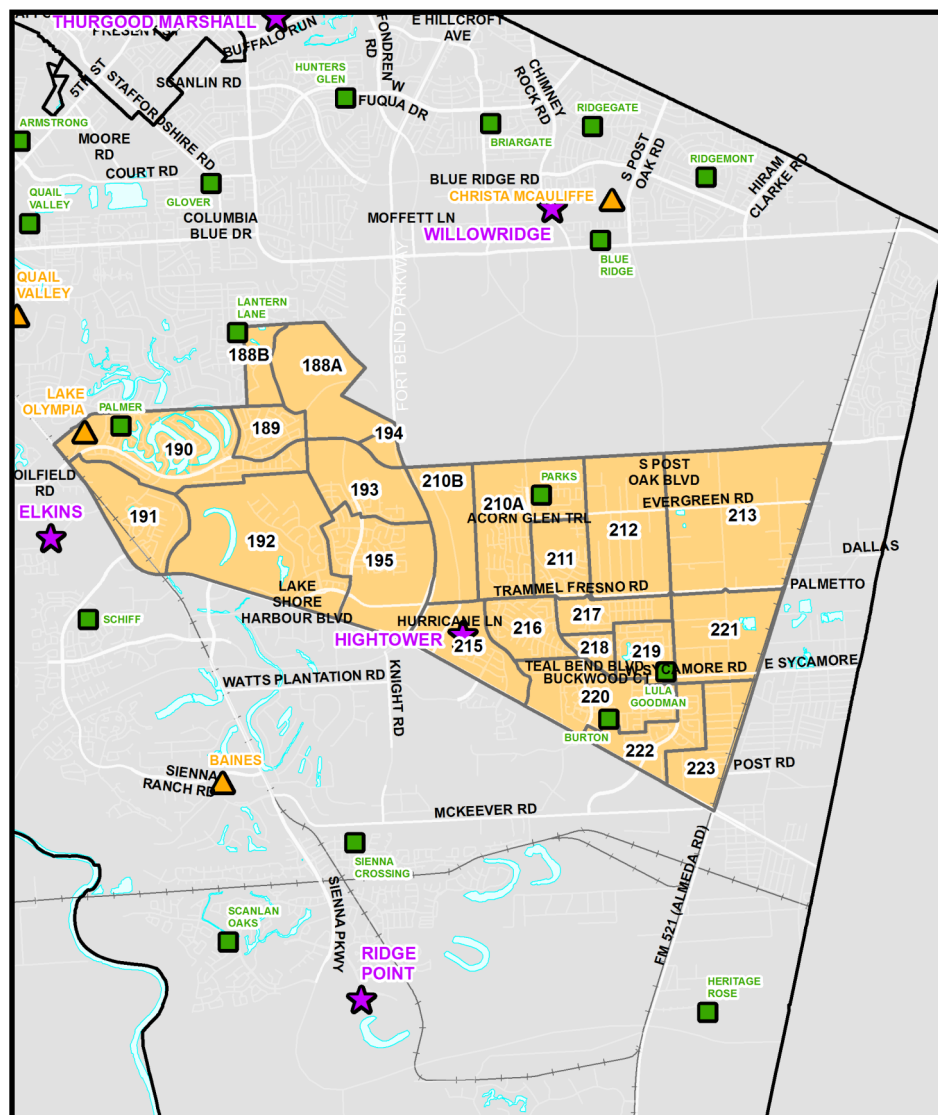 THURGOOD MARSHALL
E HILLCROFT
AVE
BUFFALO RUN
FONDREN
RD
5TH ST
SCANLIN RD
HUNTERS
GLEN
W
FUQUA DR
CHIMNEY
ROCK RD
RIDGEGATE
STAFFORDSHIRE RD
ARMSTRONG
MOORE
RD
BRIARGATE
S POST
OAK RD
RIDGEMONT
HIRAM
CLARKE RD
COURT RD
BLUE RIDGE RD
QUAIL
VALLEY
GLOVER
CHRISTA MCAULIFFE
COLUMBIA
BLUE DR
MOFFETT LN
WILLOWRIDGE
BLUE
RIDGE
FORT BEND PARKWAY
QUAIL
VALLEY
LANTERN
LANE
188B
188A
LAKE
OLYMPIA
PALMER
189
190
194
OILFIELD
RD
ELKINS
191
192
193
195
210B
210A
PARKS
ACORN GLEN TRL
S POST
OAK BLVD
EVERGREEN RD
212
213
211
DALLAS
TRAMMEL FRESNO RD
PALMETTO
LAKE
SHORE
HARBOUR BLVD
SCHIFF
HURRICANE LN
HIGHTOWER
215
216
217
218
219
221
TEAL BEND BLVD
BUCKWOOD CT
W SYCAMORE RD
E SYCAMORE
WATTS PLANTATION RD
KNIGHT RD
220
LULA
GOODMAN
BURTON
222
223
POST RD
BAINES
SIENNA
RANCH RD
MCKEEVER RD
SIENNA
CROSSING
SIENNA PKWY
SCANLAN
OAKS
RIDGE
POINT
FM 521 (ALMEDA RD)
HERITAGE
ROSE